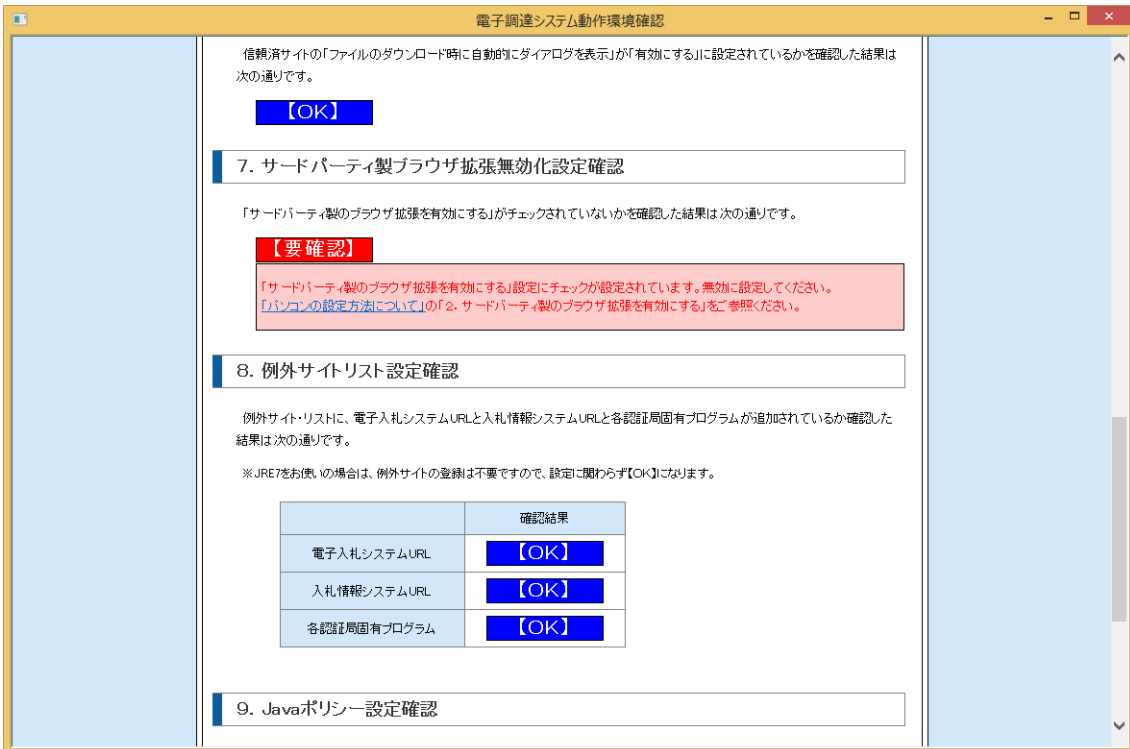 電子調達システム動作環境確認
信頼済サイトの「ファイルのダウンロード時に自動的にダイアログを表示」が「有効にする」に設定されているかを確認した結果は
次の通りです。
【OK】
7. サードパーティ製ブラウザ拡張無効化設定確認
「サードパーティ製のブラウザ拡張を有効にする」がチェックされていないかを確認した結果は次の通りです。
【要確認】
「サードパーティ製のブラウザ拡張を有効にする」設定にチェックが設定されています。無効に設定してください。
「パソコンの設定方法について」の「2. サードパーティ製のブラウザ拡張を有効にする」をご参照ください。
8. 例外サイトリスト設定確認
例外サイト・リストに、電子入札システムURLと入札情報システムURLと各認証局固有プログラムが追加されているか確認した
結果は次の通りです。
※JRE7をお使いの場合は、例外サイトの登録は不要ですので、設定に関わらず【OK】になります。
確認結果
電子入札システムURL 【OK】
入札情報システムURL 【OK】
各認証局固有プログラム 【OK】
9. Javaポリシー設定確認